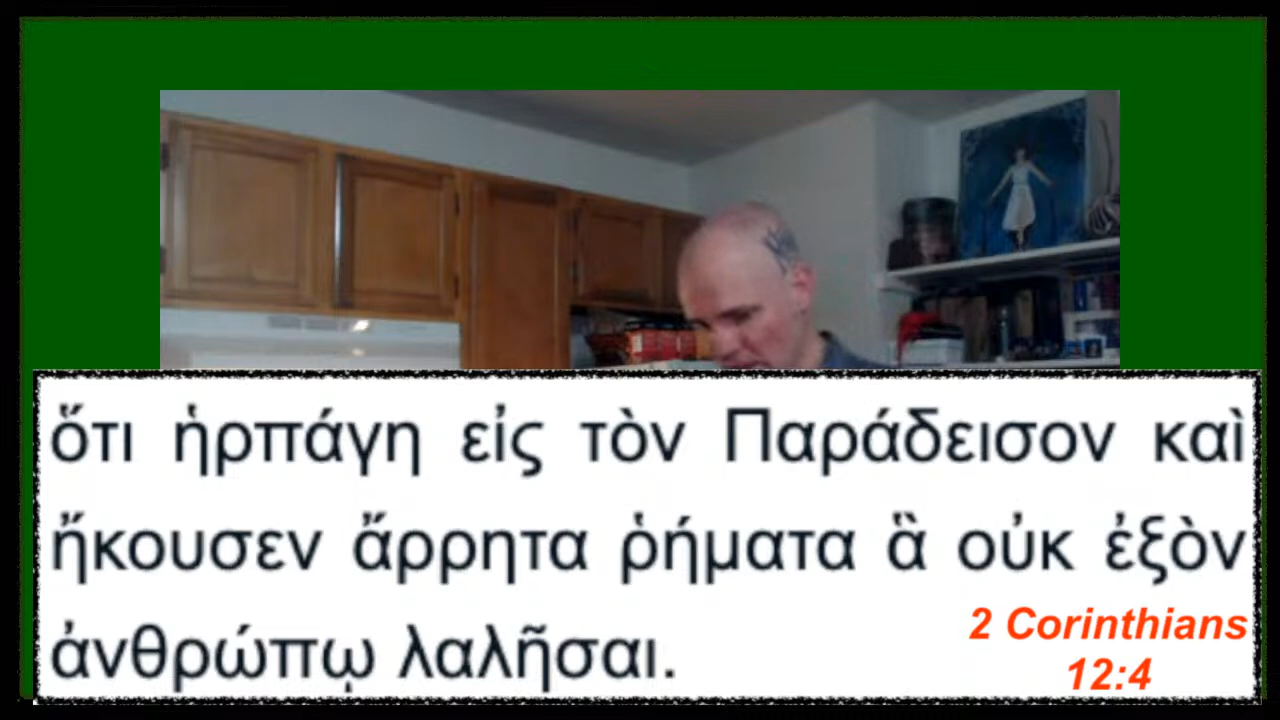 ὅτι ἡρπάγη εἰς τὸν Παράδεισον καὶ
ἤκουσεν ἄρρητα ῥήματα ἃ οὐκ ἐξὸν
ἀνθρώπῳ λαλῆσαι.
2 Corinthians
12:4